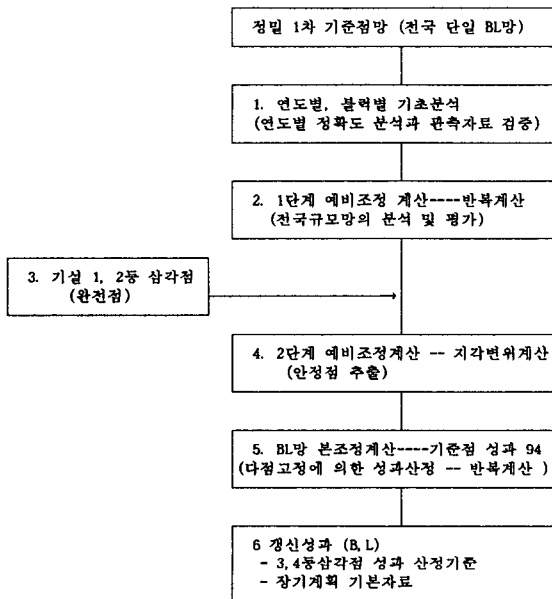 정밀 1차 기준점망 (전국 단일 BL망)
1. 연도별, 블럭별 기초분석
(연도별 정확도 분석과 관측자료 검증)
2. 1단계 예비조정 계산----반복계산
(전국규모망의 분석 및 평가)
3. 기설 1, 2등 삼각점
(완전점)
4. 2단계 예비조정계산 -- 지각변위계산
(안정점 추출)
5. BL망 본조정계산----기준점 성과 94
(다점고정에 의한 성과산정 -- 반복계산 )
6 갱신성과 (B,L)
- 3,4등삼각점 성과 산정기준
- 장기계획 기본자료